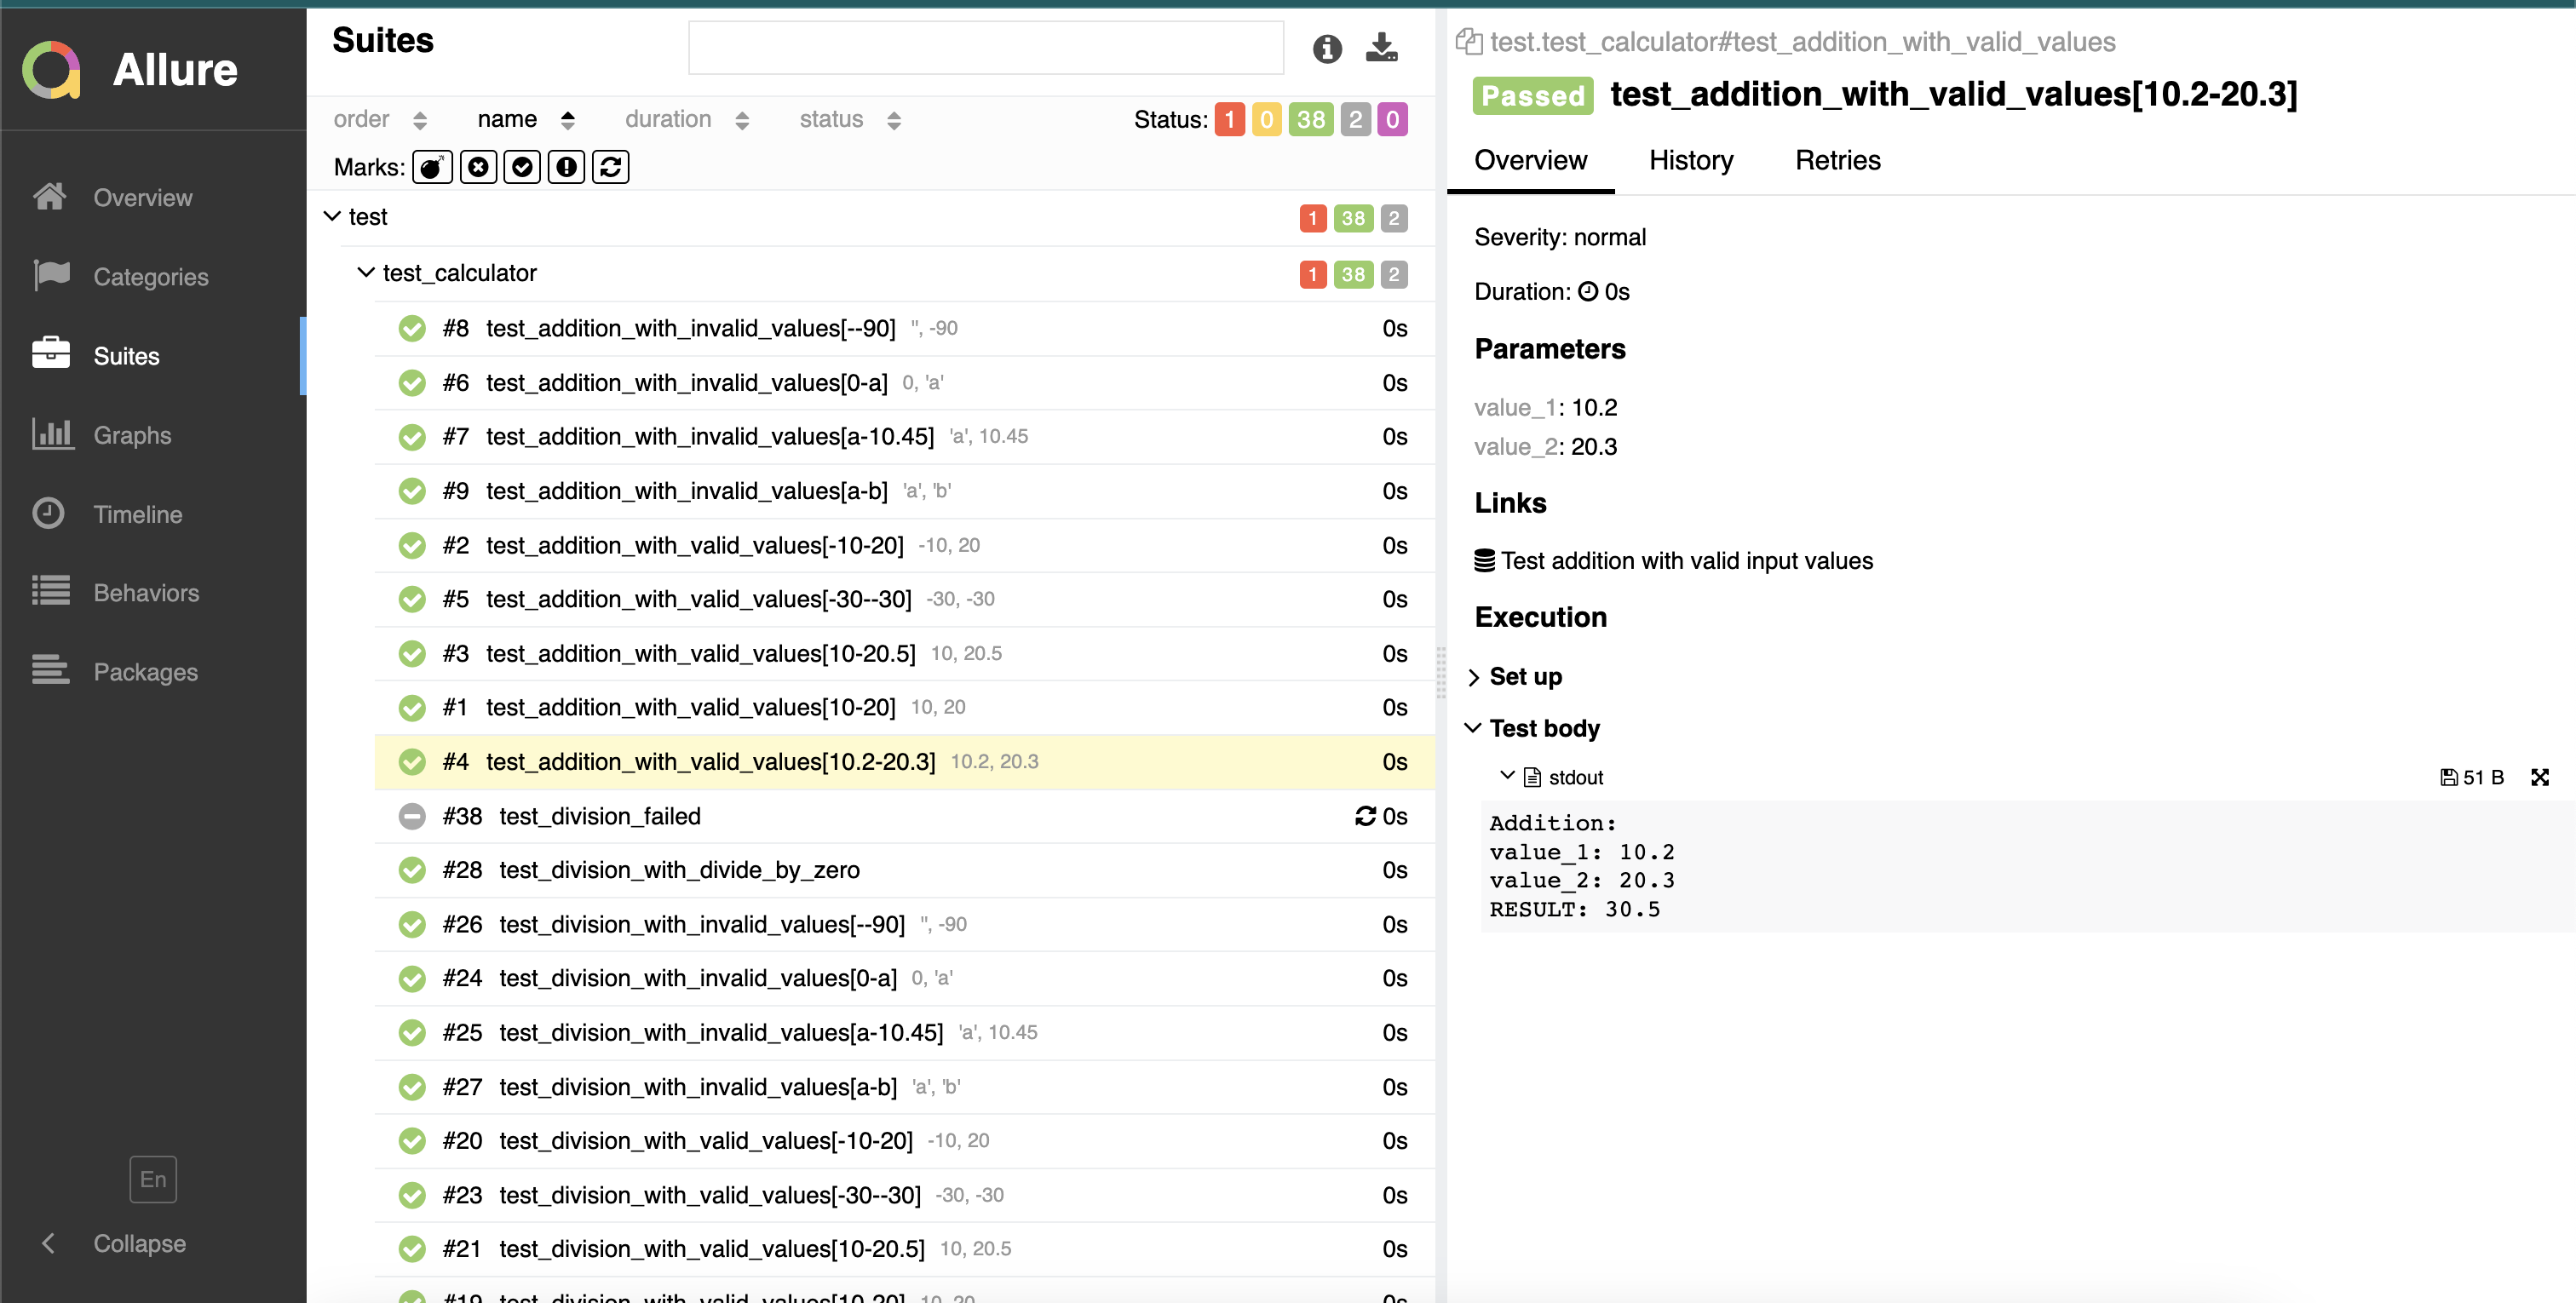 Allure
Overview
Categories
Suites
Graphs
Timeline
Behaviors
Packages
En
Collapse
Suites
order name duration status Status: 1 0 38 2 0
Marks:
test 1 38 2
test_calculator 1 38 2
#8 test_addition_with_invalid_values[--90] '', -90 0s
#6 test_addition_with_invalid_values[0-a] 0, 'a' 0s
#7 test_addition_with_invalid_values[a-10.45] 'a', 10.45 0s
#9 test_addition_with_invalid_values[a-b] 'a', 'b' 0s
#2 test_addition_with_valid_values[-10-20] -10, 20 0s
#5 test_addition_with_valid_values[-30--30] -30, -30 0s
#3 test_addition_with_valid_values[10-20.5] 10, 20.5 0s
#1 test_addition_with_valid_values[10-20] 10, 20 0s
#4 test_addition_with_valid_values[10.2-20.3] 10.2, 20.3 0s
#38 test_division_failed 0s
#28 test_division_with_divide_by_zero 0s
#26 test_division_with_invalid_values[--90] '', -90 0s
#24 test_division_with_invalid_values[0-a] 0, 'a' 0s
#25 test_division_with_invalid_values[a-10.45] 'a', 10.45 0s
#27 test_division_with_invalid_values[a-b] 'a', 'b' 0s
#20 test_division_with_valid_values[-10-20] -10, 20 0s
#23 test_division_with_valid_values[-30--30] -30, -30 0s
#21 test_division_with_valid_values[10-20.5] 10, 20.5 0s
#19 test_division_with_valid_values[10-20] 10, 20 0s
test.test_calculator#test_addition_with_valid_values
Passed test_addition_with_valid_values[10.2-20.3]
Overview History Retries
Severity: normal
Duration: 0s
Parameters
value_1: 10.2
value_2: 20.3
Links
Test addition with valid input values
Execution
Set up
Test body
stdout 51 B
Addition:
value_1: 10.2
value_2: 20.3
RESULT: 30.5